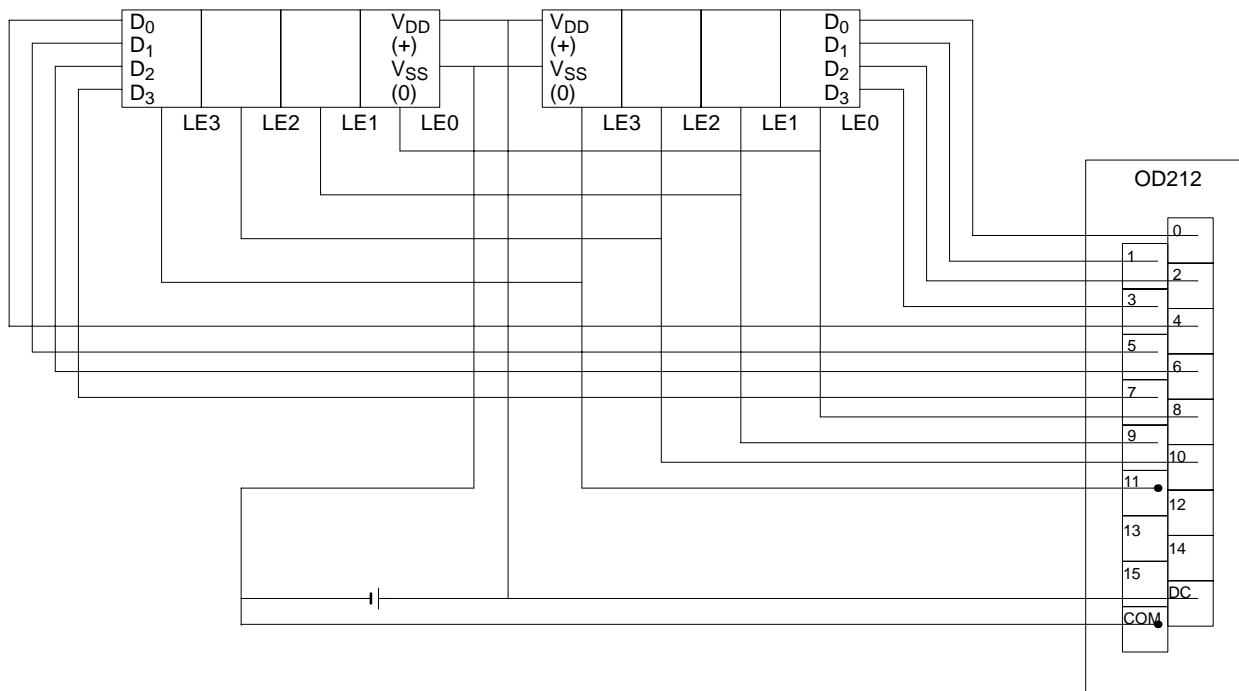 D0 VDD VDD D0
D1 (+) (+) D1
D2 VSS VSS D2
D3 (0) (0) D3
LE3 LE2 LE1 LE0 LE3 LE2 LE1 LE0
OD212
0
1
2
3
4
5
6
7
8
9
10
11
12
13
14
15
DC
COM